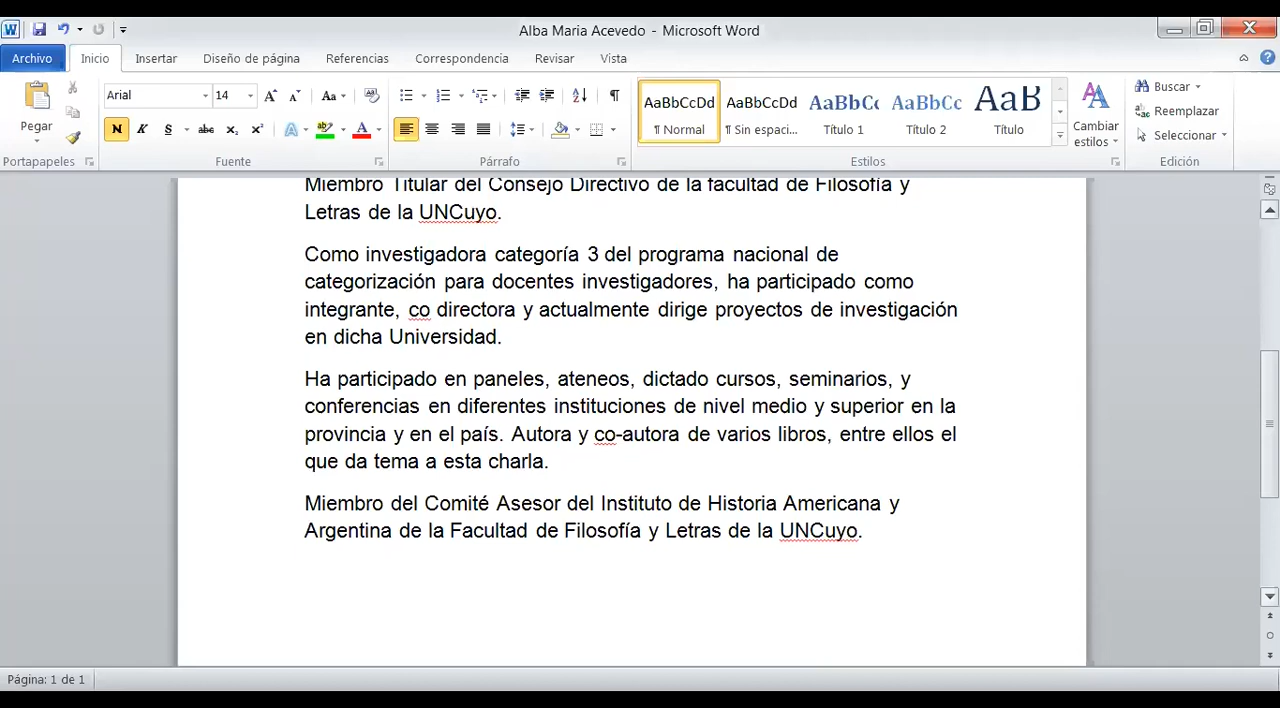 Alba Maria Acevedo - Microsoft Word
Archivo Inicio Insertar Diseño de página Referencias Correspondencia Revisar Vista
Pegar
Portapapeles
Arial 14
N K S abc x₂ x²
Aa
A A
Fuente
Párrafo
AaBbCcDd AaBbCcDd AaBbCc AaBbCc AaB
¶ Normal ¶ Sin espaci... Título 1 Título 2 Título
Cambiar
estilos
Estilos
Buscar
Reemplazar
Seleccionar
Edición
Miembro Titular del Consejo Directivo de la facultad de Filosofía y
Letras de la UNCuyo.
Como investigadora categoría 3 del programa nacional de
categorización para docentes investigadores, ha participado como
integrante, co directora y actualmente dirige proyectos de investigación
en dicha Universidad.
Ha participado en paneles, ateneos, dictado cursos, seminarios, y
conferencias en diferentes instituciones de nivel medio y superior en la
provincia y en el país. Autora y co-autora de varios libros, entre ellos el
que da tema a esta charla.
Miembro del Comité Asesor del Instituto de Historia Americana y
Argentina de la Facultad de Filosofía y Letras de la UNCuyo.
Página: 1 de 1